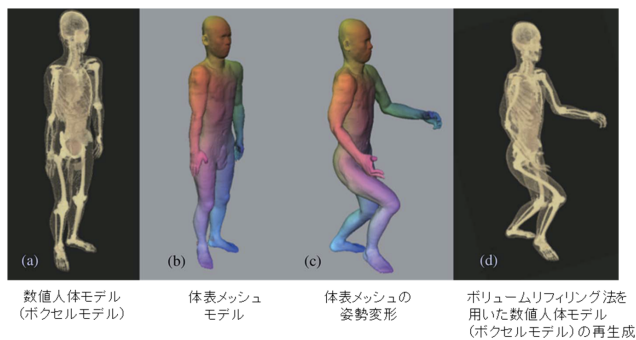 (a)
(b)
(c)
(d)
数値人体モデル
(ボクセルモデル)
体表メッシュ
モデル
体表メッシュの
姿勢変形
ボリュームリフィリング法を
用いた数値人体モデル
(ボクセルモデル)の再生成